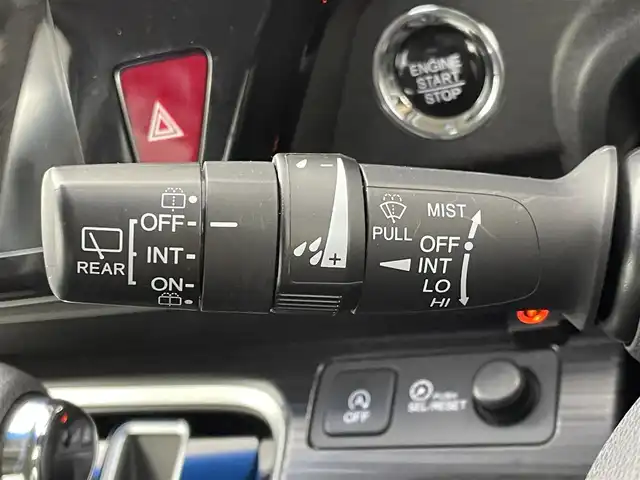 ENGINE
START
STOP
OFF
INT
ON
REAR
−
+
PULL
MIST
OFF
INT
LO
HI
OFF
PUSH
SEL/RESET